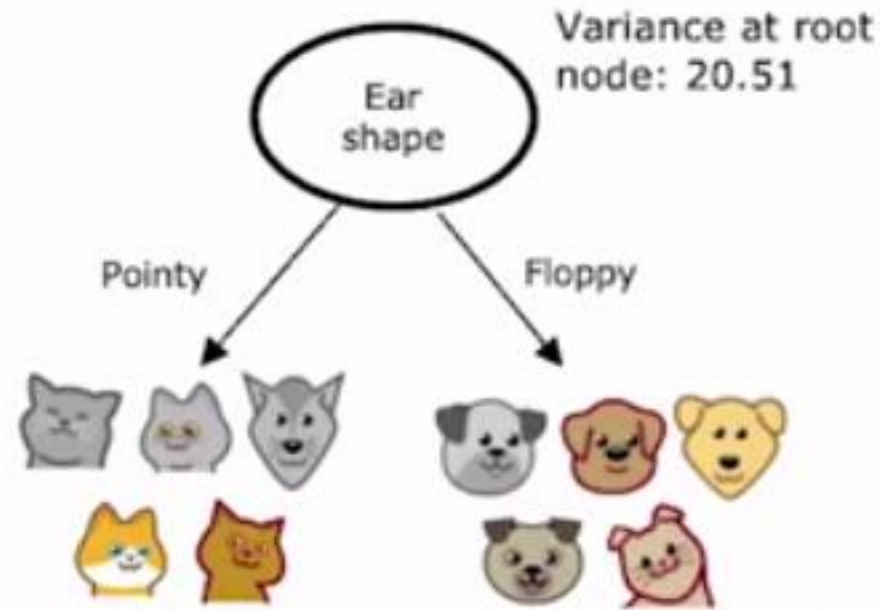 Variance at root
node: 20.51
Ear
shape
Pointy
Floppy